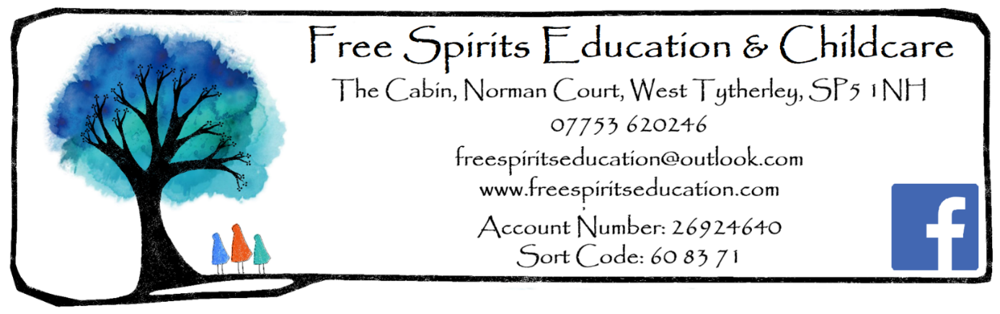 Free Spirits Education & Childcare
The Cabin, Norman Court, West Tytherley, SP5 1NH
07753 620246
freespiritseducation@outlook.com
www.freespiritseducation.com
Account Number: 26924640
Sort Code: 60 83 71
f